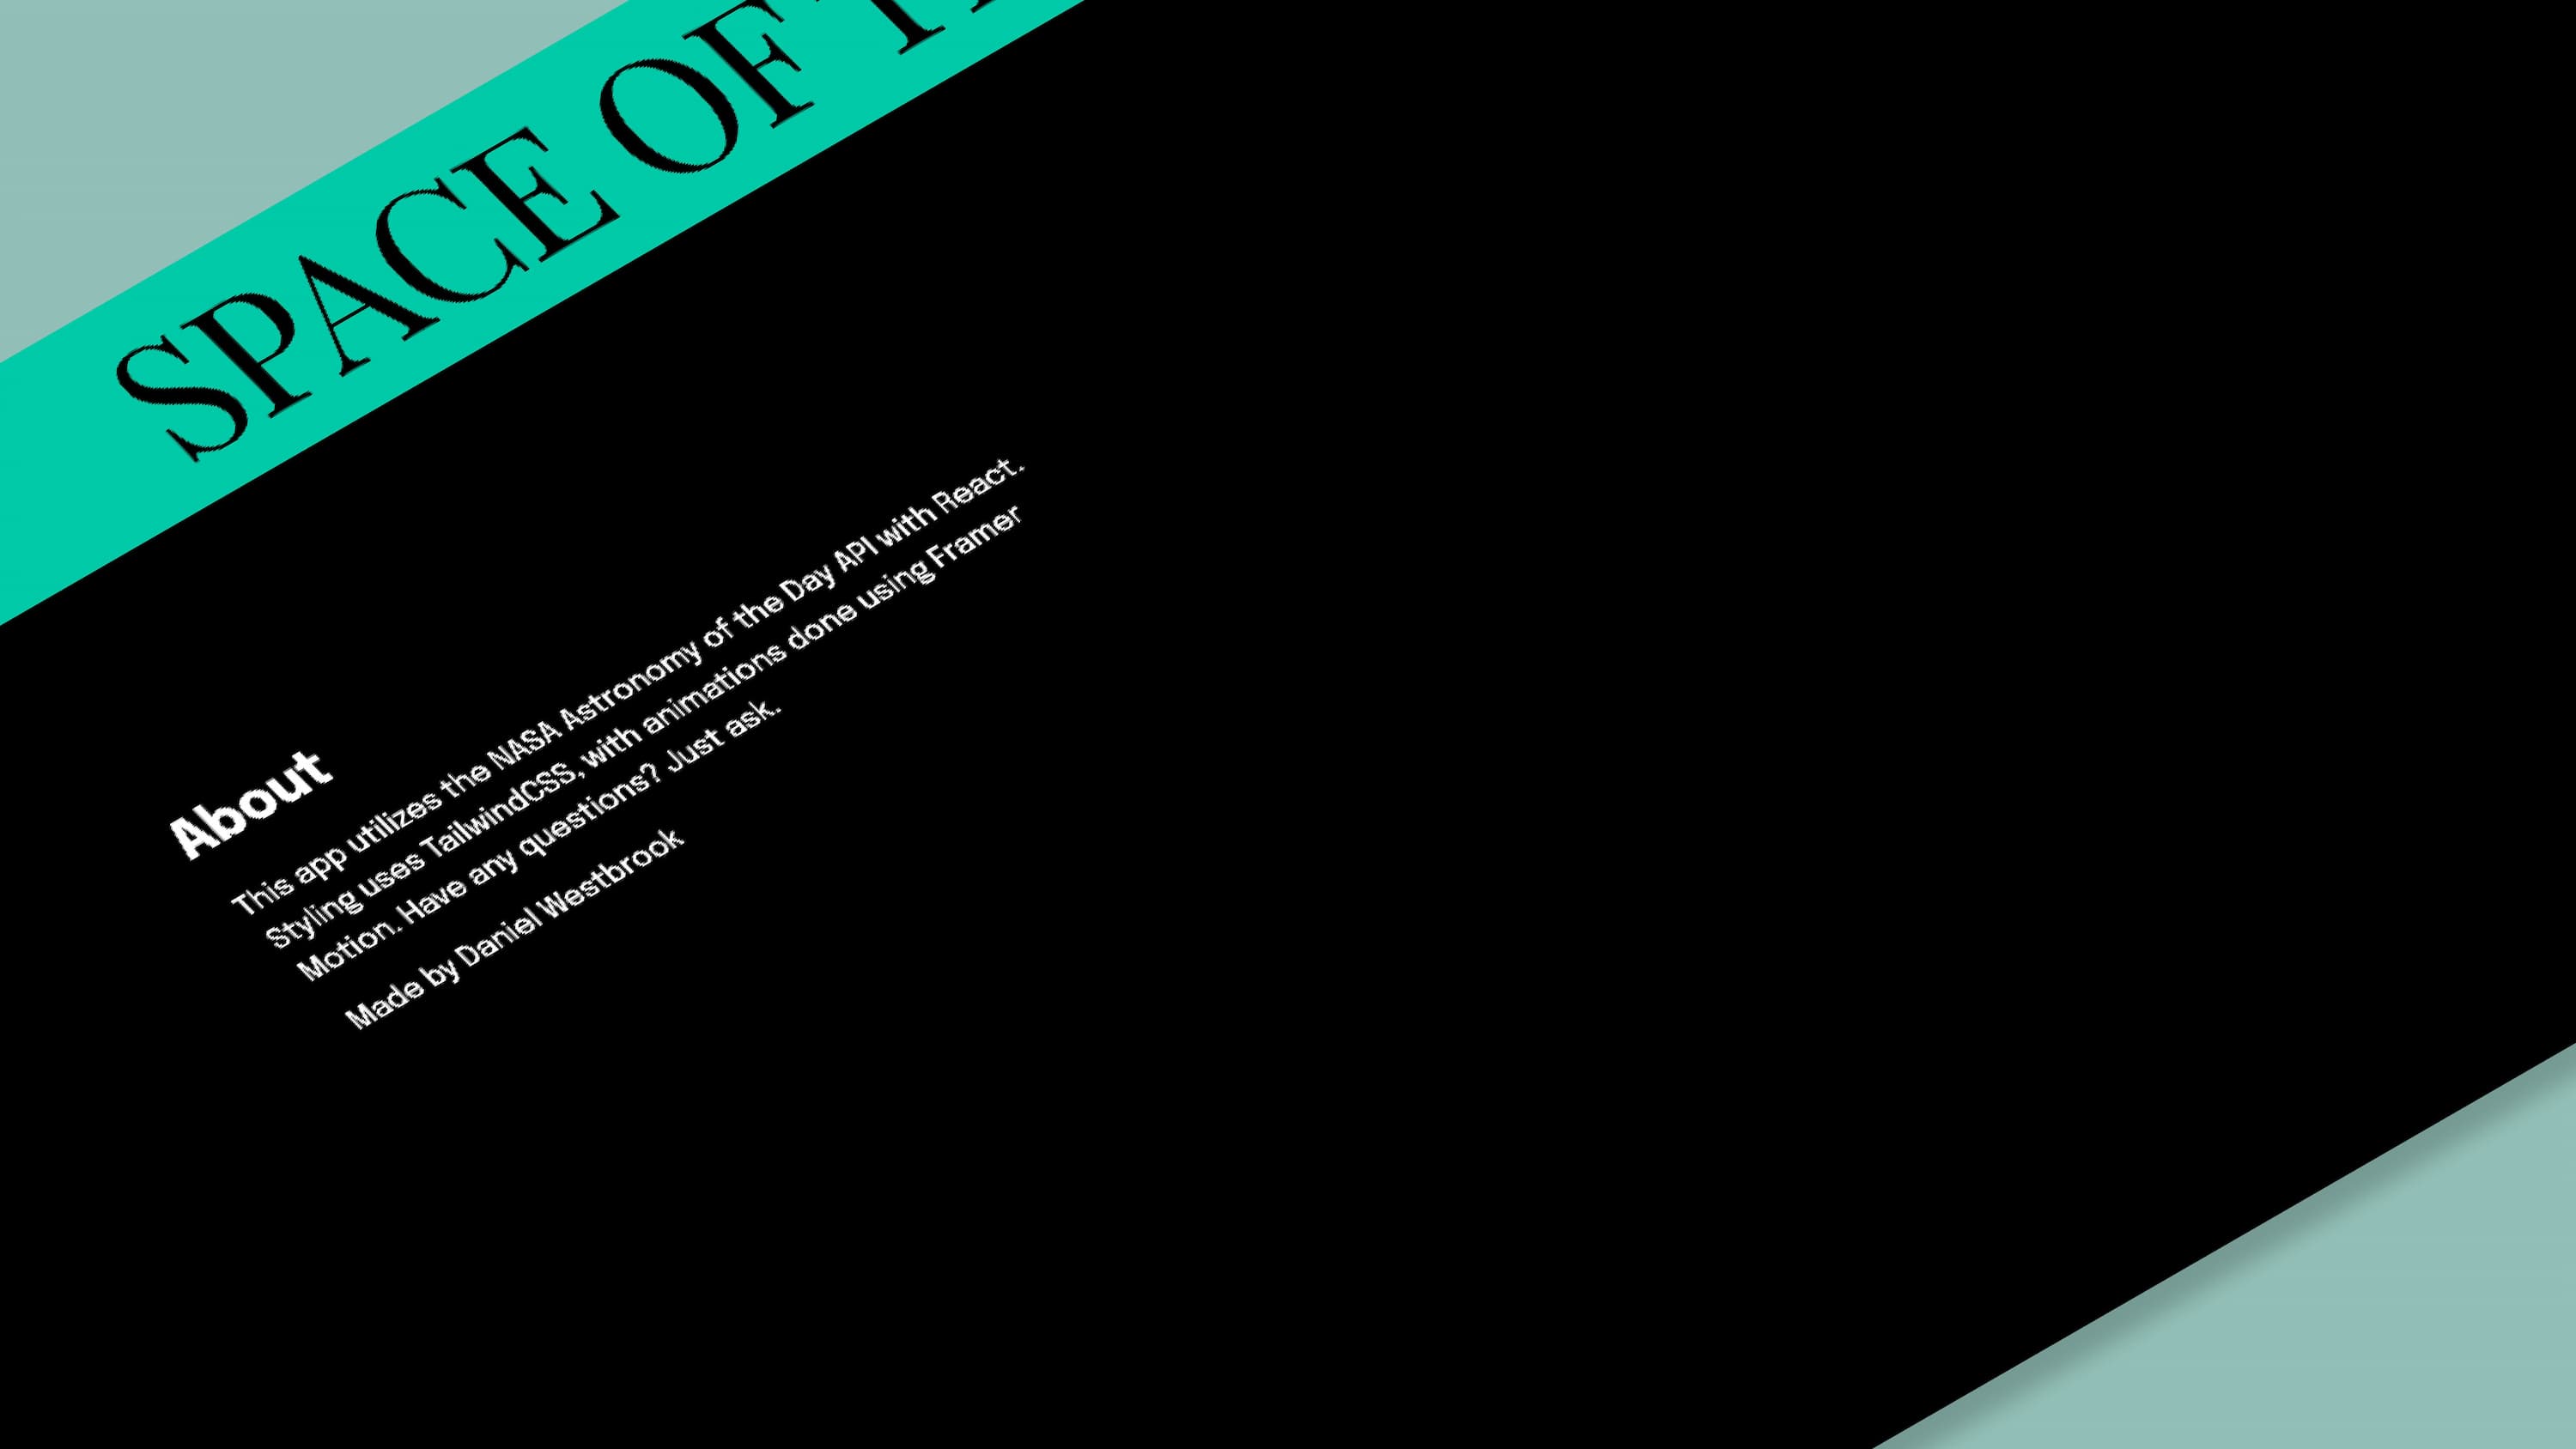 SPACE OF
About
This app utilizes the NASA Astronomy of the Day API with React.
Styling uses TailwindCSS, with animations done using Framer
Motion. Have any questions? Just ask.
Made by Daniel Westbrook